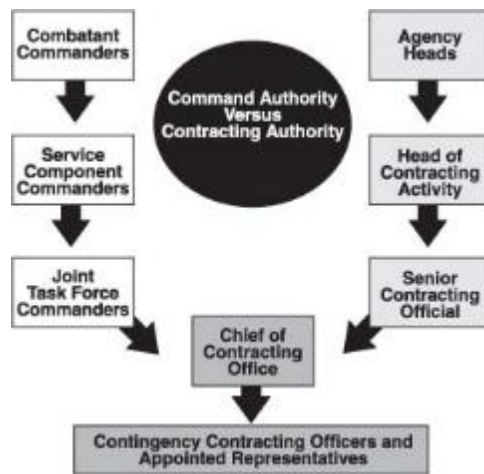 Combatant
Commanders
Command Authority
Versus
Contracting Authority
Agency
Heads
Service
Component
Commanders
Head of
Contracting
Activity
Joint
Task Force
Commanders
Senior
Contracting
Official
Chief of
Contracting
Office
Contingency Contracting Officers and
Appointed Representatives